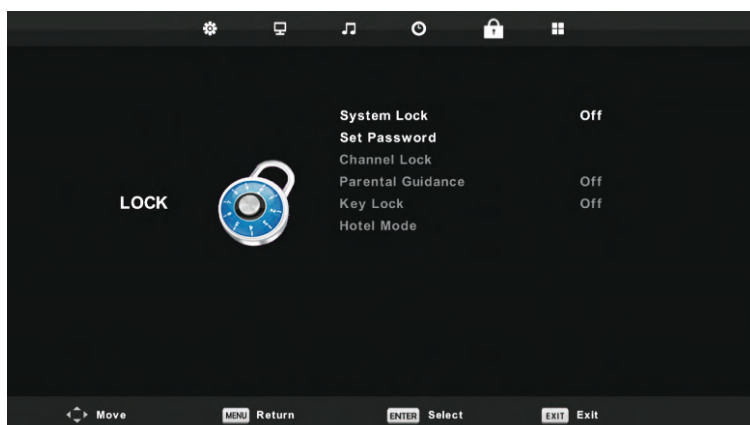 System Lock Off
Set Password
Channel Lock
Parental Guidance Off
Key Lock Off
Hotel Mode
LOCK
Move MENU Return ENTER Select EXIT Exit